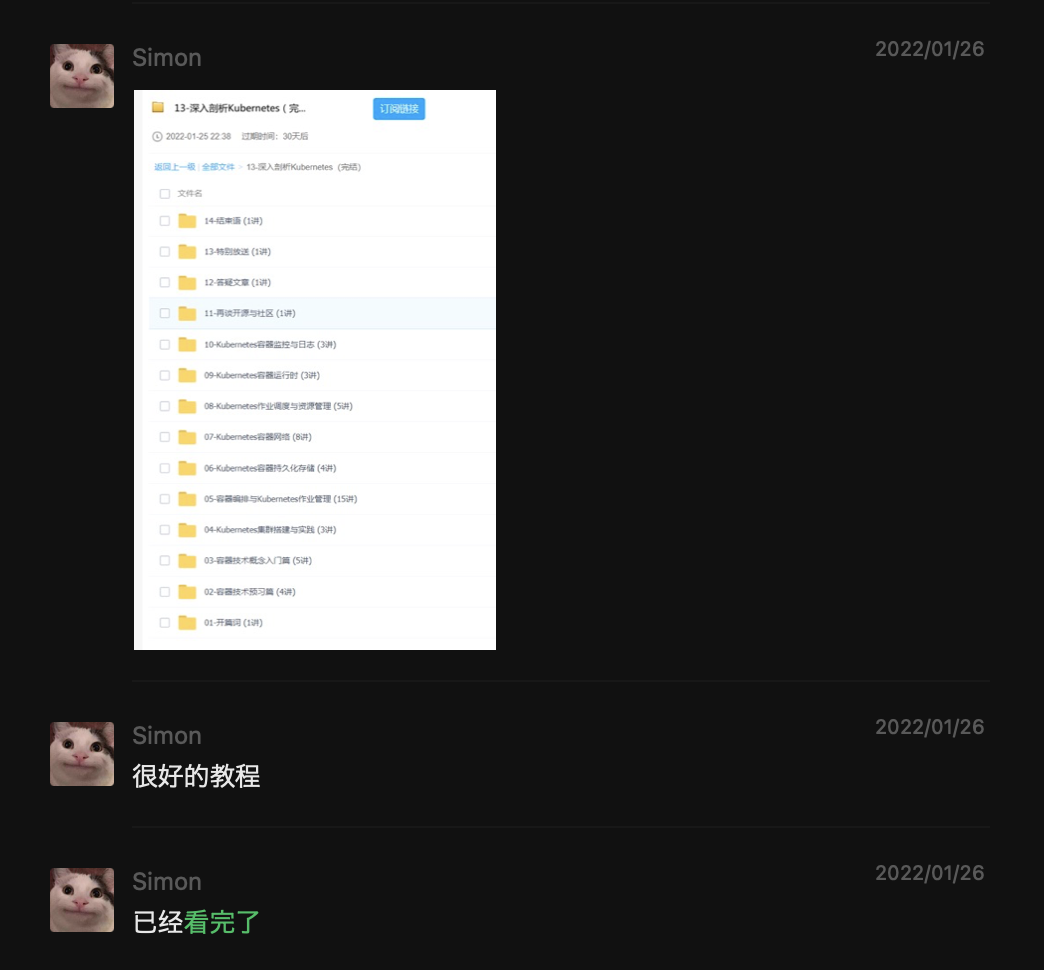 Simon
2022/01/26
13-深入剖析Kubernetes ( 完...
订阅链接
2022-01-25 22:38 过期时间：30天后
返回上一级 | 全部文件 > 13-深入剖析Kubernetes (完结)
文件名
14-结束语 (1讲)
13-特别放送 (1讲)
12-答疑文章 (1讲)
11-再谈开源与社区 (1讲)
10-Kubernetes容器监控与日志 (3讲)
09-Kubernetes容器运行时 (3讲)
08-Kubernetes作业调度与资源管理 (5讲)
07-Kubernetes容器网络 (8讲)
06-Kubernetes容器持久化存储 (4讲)
05-容器编排与Kubernetes作业管理 (15讲)
04-Kubernetes集群搭建与实践 (3讲)
03-容器技术概念入门篇 (5讲)
02-容器技术预习篇 (4讲)
01-开篇词 (1讲)
Simon
2022/01/26
很好的教程
Simon
2022/01/26
已经看完了